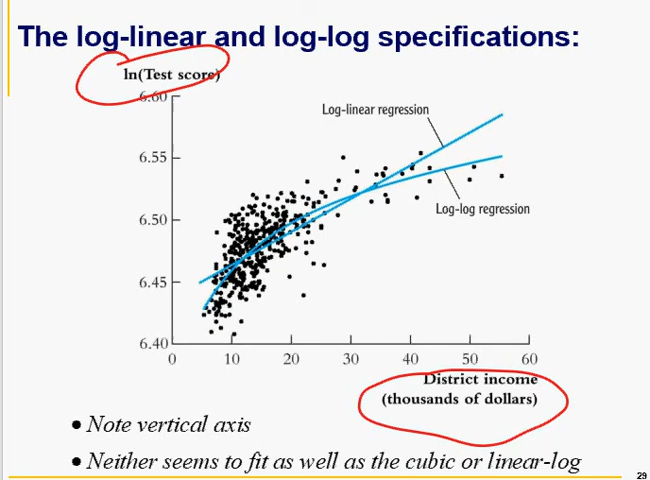 The log-linear and log-log specifications:
ln(Test score)
6.60
Log-linear regression
6.55
6.50
Log-log regression
6.45
6.40
0 10 20 30 40 50 60
District income
(thousands of dollars)
• Note vertical axis
• Neither seems to fit as well as the cubic or linear-log
29